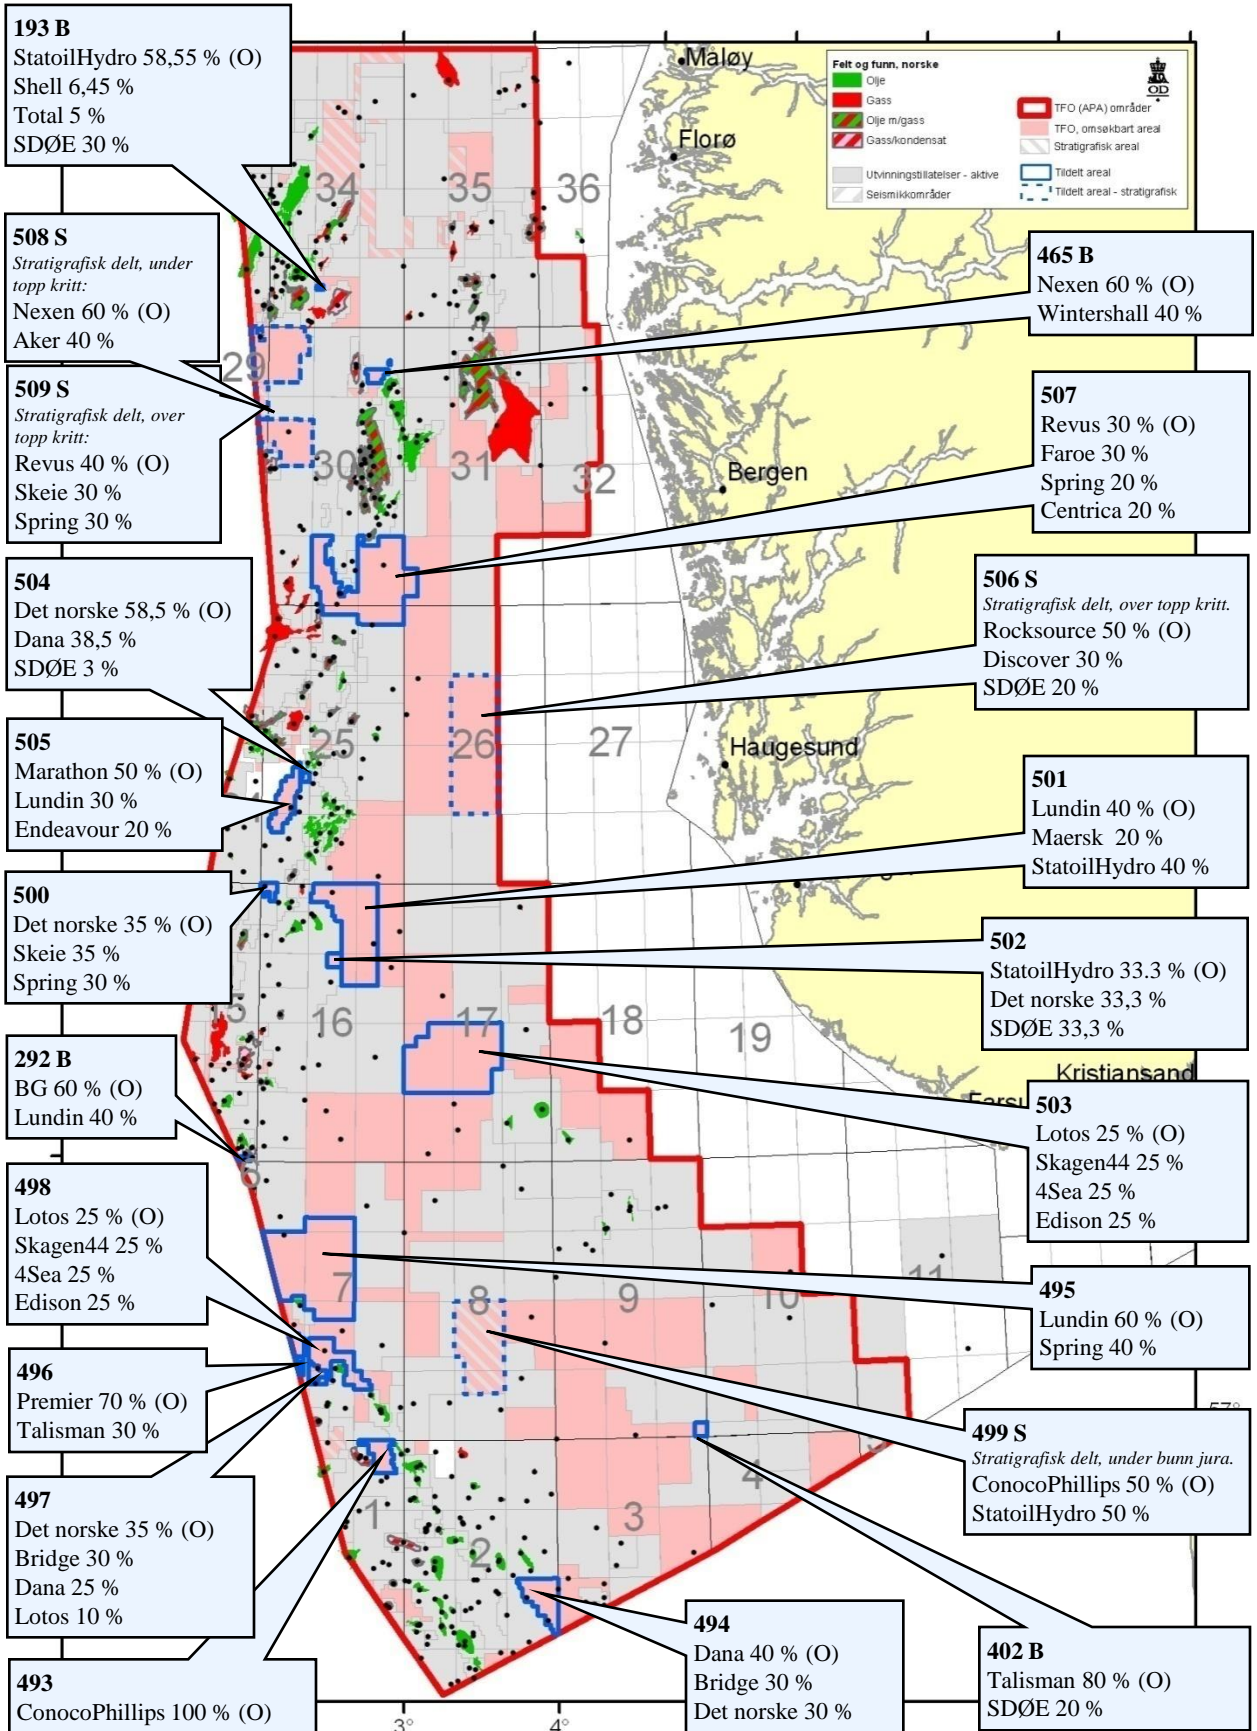 193 B
StatoilHydro 58,55 % (O)
Shell 6,45 %
Total 5 %
SDØE 30 %
508 S
Stratigrafisk delt, under
topp kritt:
Nexen 60 % (O)
Aker 40 %
509 S
Stratigrafisk delt, over
topp kritt:
Revus 40 % (O)
Skeie 30 %
Spring 30 %
504
Det norske 58,5 % (O)
Dana 38,5 %
SDØE 3 %
505
Marathon 50 % (O)
Lundin 30 %
Endeavour 20 %
500
Det norske 35 % (O)
Skeie 35 %
Spring 30 %
292 B
BG 60 % (O)
Lundin 40 %
498
Lotos 25 % (O)
Skagen44 25 %
4Sea 25 %
Edison 25 %
496
Premier 70 % (O)
Talisman 30 %
497
Det norske 35 % (O)
Bridge 30 %
Dana 25 %
Lotos 10 %
493
ConocoPhillips 100 % (O)
Felt og funn, norske
Olje
Gass
Olje m/gass
Gass/kondensat
Utvinningstillatelser - aktive
Seismikkområder
OD
TFO (APA) områder
TFO, omsøkbart areal
Stratigrafisk areal
Tildelt areal
Tildelt areal - stratigrafisk
Måløy
Florø
Bergen
Haugesund
Kristiansand
34
35
36
29
30
31
32
25
26
27
15
16
17
18
19
6
7
8
9
10
11
1
2
3
4
5
3°
4°
57°
465 B
Nexen 60 % (O)
Wintershall 40 %
507
Revus 30 % (O)
Faroe 30 %
Spring 20 %
Centrica 20 %
506 S
Stratigrafisk delt, over topp kritt.
Rocksource 50 % (O)
Discover 30 %
SDØE 20 %
501
Lundin 40 % (O)
Maersk 20 %
StatoilHydro 40 %
502
StatoilHydro 33.3 % (O)
Det norske 33,3 %
SDØE 33,3 %
503
Lotos 25 % (O)
Skagen44 25 %
4Sea 25 %
Edison 25 %
495
Lundin 60 % (O)
Spring 40 %
499 S
Stratigrafisk delt, under bunn jura.
ConocoPhillips 50 % (O)
StatoilHydro 50 %
494
Dana 40 % (O)
Bridge 30 %
Det norske 30 %
402 B
Talisman 80 % (O)
SDØE 20 %